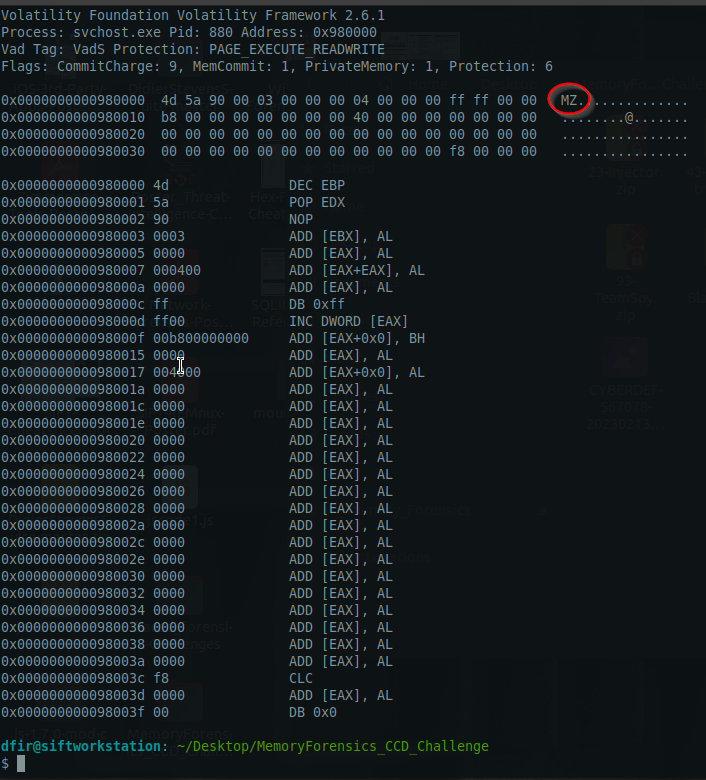 Volatility Foundation Volatility Framework 2.6.1
Process: svchost.exe Pid: 880 Address: 0x980000
Vad Tag: VadS Protection: PAGE_EXECUTE_READWRITE
Flags: CommitCharge: 9, MemCommit: 1, PrivateMemory: 1, Protection: 6
0x0000000000980000 4d 5a 90 00 03 00 00 00 04 00 00 00 ff ff 00 00 MZ..............
0x0000000000980010 b8 00 00 00 00 00 00 00 40 00 00 00 00 00 00 00 ........@.......
0x0000000000980020 00 00 00 00 00 00 00 00 00 00 00 00 00 00 00 00 ................
0x0000000000980030 00 00 00 00 00 00 00 00 00 00 00 00 f8 00 00 00 ................
0x0000000000980000 4d DEC EBP
0x0000000000980001 5a POP EDX
0x0000000000980002 90 NOP
0x0000000000980003 0003 ADD [EBX], AL
0x0000000000980005 0000 ADD [EAX], AL
0x0000000000980007 000400 ADD [EAX+EAX], AL
0x000000000098000a 0000 ADD [EAX], AL
0x000000000098000c ff DB 0xff
0x000000000098000d ff00 INC DWORD [EAX]
0x000000000098000f 00b800000000 ADD [EAX+0x0], BH
0x0000000000980015 0000 ADD [EAX], AL
0x0000000000980017 004000 ADD [EAX+0x0], AL
0x000000000098001a 0000 ADD [EAX], AL
0x000000000098001c 0000 ADD [EAX], AL
0x000000000098001e 0000 ADD [EAX], AL
0x0000000000980020 0000 ADD [EAX], AL
0x0000000000980022 0000 ADD [EAX], AL
0x0000000000980024 0000 ADD [EAX], AL
0x0000000000980026 0000 ADD [EAX], AL
0x0000000000980028 0000 ADD [EAX], AL
0x000000000098002a 0000 ADD [EAX], AL
0x000000000098002c 0000 ADD [EAX], AL
0x000000000098002e 0000 ADD [EAX], AL
0x0000000000980030 0000 ADD [EAX], AL
0x0000000000980032 0000 ADD [EAX], AL
0x0000000000980034 0000 ADD [EAX], AL
0x0000000000980036 0000 ADD [EAX], AL
0x0000000000980038 0000 ADD [EAX], AL
0x000000000098003a 0000 ADD [EAX], AL
0x000000000098003c f8 CLC
0x000000000098003d 0000 ADD [EAX], AL
0x000000000098003f 00 DB 0x0
dfir@siftworkstation: ~/Desktop/MemoryForensics_CCD_Challenge
$